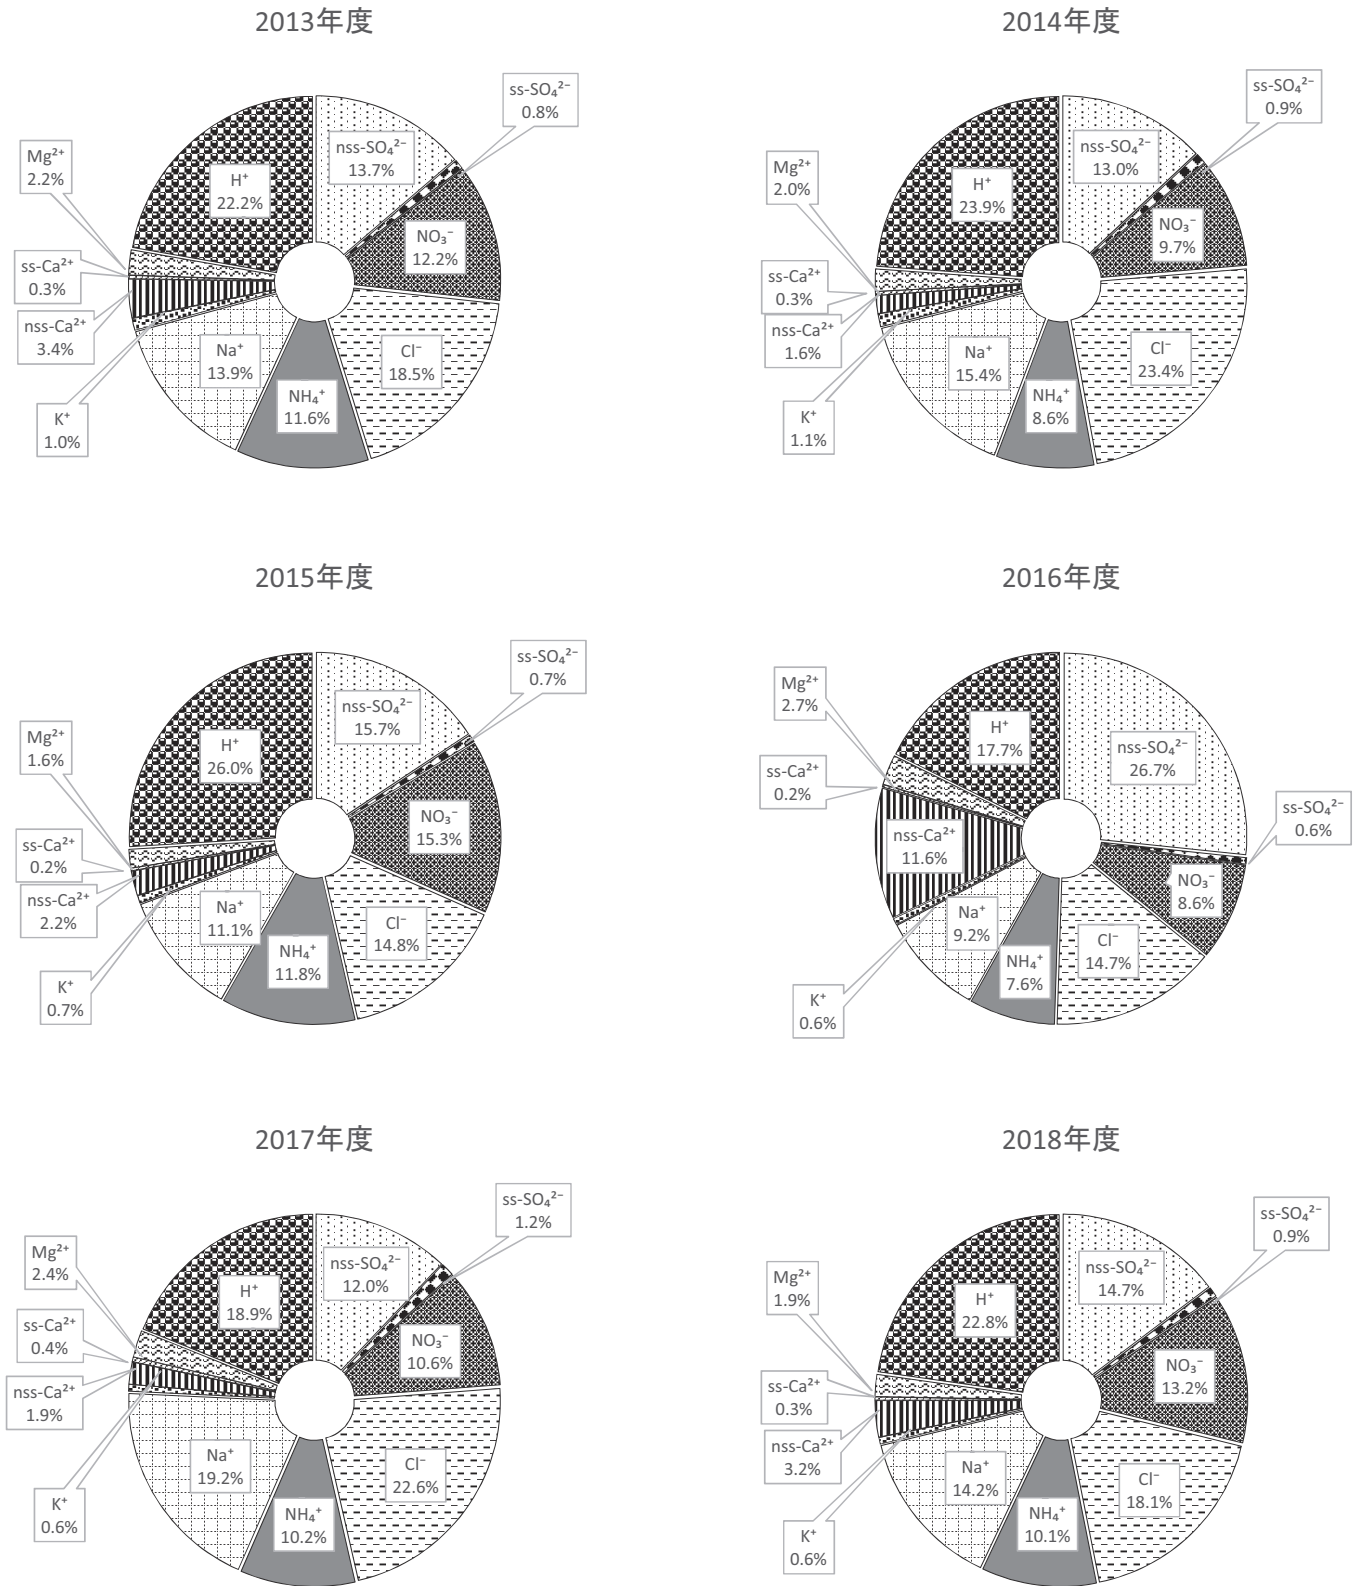 2013年度
nss-SO₄²⁻
13.7%
ss-SO₄²⁻
0.8%
NO₃⁻
12.2%
Cl⁻
18.5%
NH₄⁺
11.6%
Na⁺
13.9%
K⁺
1.0%
nss-Ca²⁺
3.4%
ss-Ca²⁺
0.3%
Mg²⁺
2.2%
H⁺
22.2%
2014年度
nss-SO₄²⁻
13.0%
ss-SO₄²⁻
0.9%
NO₃⁻
9.7%
Cl⁻
23.4%
NH₄⁺
8.6%
Na⁺
15.4%
K⁺
1.1%
nss-Ca²⁺
1.6%
ss-Ca²⁺
0.3%
Mg²⁺
2.0%
H⁺
23.9%
2015年度
nss-SO₄²⁻
15.7%
ss-SO₄²⁻
0.7%
NO₃⁻
15.3%
Cl⁻
14.8%
NH₄⁺
11.8%
Na⁺
11.1%
K⁺
0.7%
nss-Ca²⁺
2.2%
ss-Ca²⁺
0.2%
Mg²⁺
1.6%
H⁺
26.0%
2016年度
nss-SO₄²⁻
26.7%
ss-SO₄²⁻
0.6%
NO₃⁻
8.6%
Cl⁻
14.7%
NH₄⁺
7.6%
Na⁺
9.2%
K⁺
0.6%
nss-Ca²⁺
11.6%
ss-Ca²⁺
0.2%
Mg²⁺
2.7%
H⁺
17.7%
2017年度
nss-SO₄²⁻
12.0%
ss-SO₄²⁻
1.2%
NO₃⁻
10.6%
Cl⁻
22.6%
NH₄⁺
10.2%
Na⁺
19.2%
K⁺
0.6%
nss-Ca²⁺
1.9%
ss-Ca²⁺
0.4%
Mg²⁺
2.4%
H⁺
18.9%
2018年度
nss-SO₄²⁻
14.7%
ss-SO₄²⁻
0.9%
NO₃⁻
13.2%
Cl⁻
18.1%
NH₄⁺
10.1%
Na⁺
14.2%
K⁺
0.6%
nss-Ca²⁺
3.2%
ss-Ca²⁺
0.3%
Mg²⁺
1.9%
H⁺
22.8%